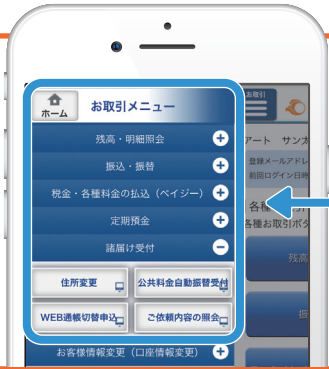 ホーム
お取引メニュー
お取引
残高・明細照会
振込・振替
税金・各種料金の払込（ペイジー）
定期預金
諸届け受付
住所変更
公共料金自動振替受付
WEB通帳切替申込
ご依頼内容の照会
お客様情報変更（口座情報変更）
アート サン
登録メールアドレ
前回ログイン日時
各種
各種お取引ボタ
残高
振